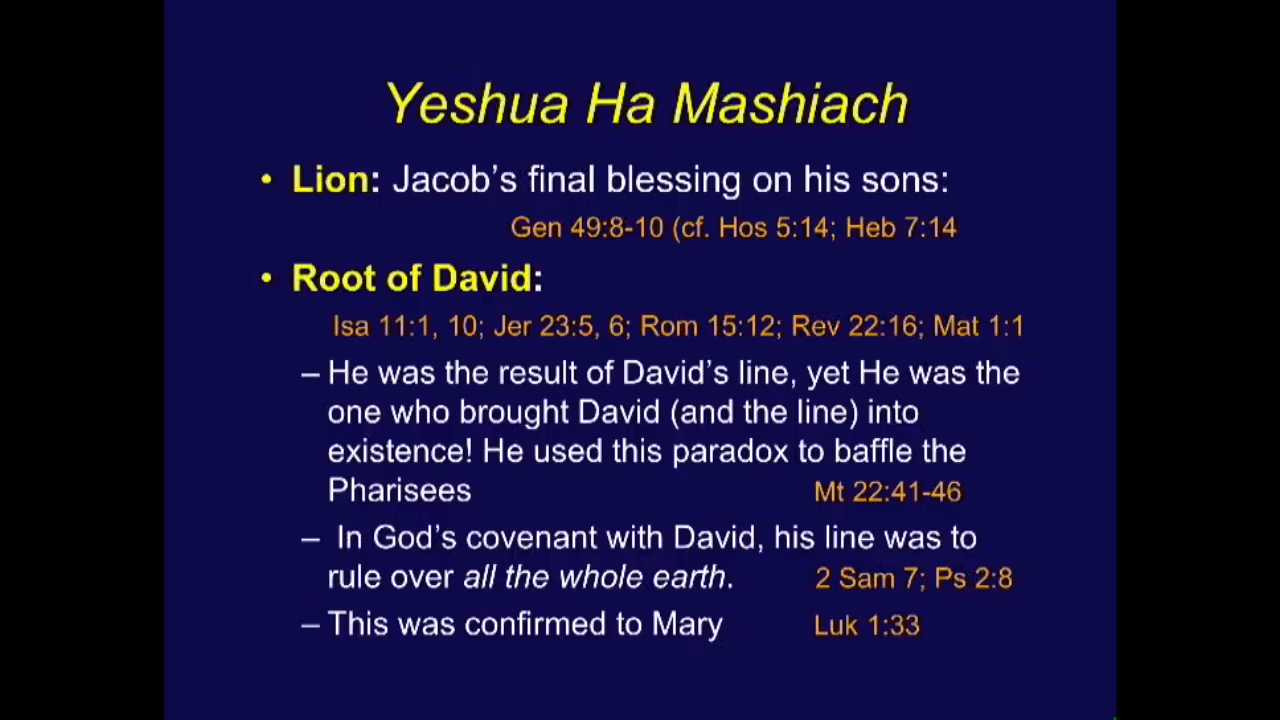 Yeshua Ha Mashiach
• Lion: Jacob's final blessing on his sons:
Gen 49:8-10 (cf. Hos 5:14; Heb 7:14
• Root of David:
Isa 11:1, 10; Jer 23:5, 6; Rom 15:12; Rev 22:16; Mat 1:1
– He was the result of David's line, yet He was the
one who brought David (and the line) into
existence! He used this paradox to baffle the
Pharisees Mt 22:41-46
– In God's covenant with David, his line was to
rule over all the whole earth. 2 Sam 7; Ps 2:8
– This was confirmed to Mary Luk 1:33